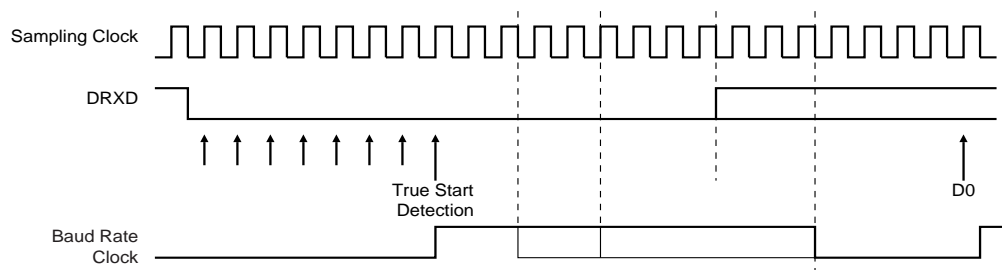 Sampling Clock
DRXD
True Start
Detection
D0
Baud Rate
Clock